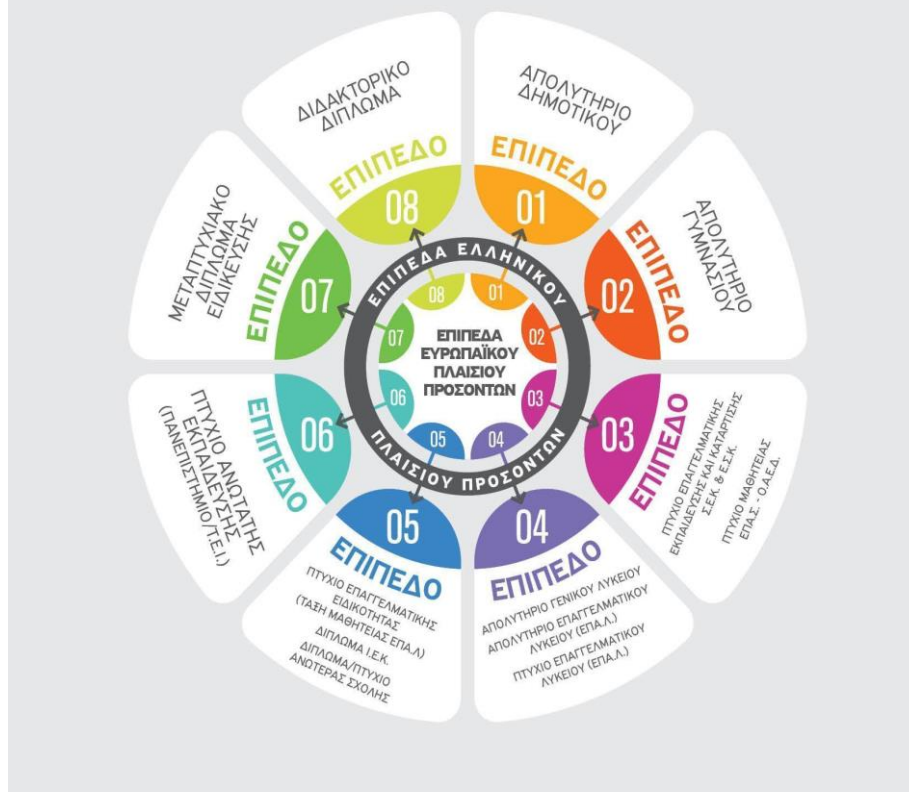 ΕΠΙΠΕΔΑ ΕΛΛΗΝΙΚΟΥ
ΠΛΑΙΣΙΟΥ ΠΡΟΣΟΝΤΩΝ
ΕΠΙΠΕΔΑ
ΕΥΡΩΠΑΪΚΟΥ
ΠΛΑΙΣΙΟΥ
ΠΡΟΣΟΝΤΩΝ
01
02
03
04
05
06
07
08
ΑΠΟΛΥΤΗΡΙΟ
ΔΗΜΟΤΙΚΟΥ
ΕΠΙΠΕΔΟ
01
ΑΠΟΛΥΤΗΡΙΟ
ΓΥΜΝΑΣΙΟΥ
ΕΠΙΠΕΔΟ
02
ΕΠΙΠΕΔΟ
03
ΠΤΥΧΙΟ ΕΠΑΓΓΕΛΜΑΤΙΚΗΣ
ΕΚΠΑΙΔΕΥΣΗΣ ΚΑΙ ΚΑΤΑΡΤΙΣΗΣ
Σ.Ε.Κ. & Ε.Σ.Κ.
ΠΤΥΧΙΟ ΜΑΘΗΤΕΙΑΣ
ΕΠΑ.Σ. - Ο.Α.Ε.Δ.
04
ΕΠΙΠΕΔΟ
ΑΠΟΛΥΤΗΡΙΟ ΓΕΝΙΚΟΥ ΛΥΚΕΙΟΥ
ΑΠΟΛΥΤΗΡΙΟ ΕΠΑΓΓΕΛΜΑΤΙΚΟΥ
ΛΥΚΕΙΟΥ (ΕΠΑ.Λ.)
ΠΤΥΧΙΟ ΕΠΑΓΓΕΛΜΑΤΙΚΟΥ
ΛΥΚΕΙΟΥ (ΕΠΑ.Λ.)
05
ΕΠΙΠΕΔΟ
ΠΤΥΧΙΟ ΕΠΑΓΓΕΛΜΑΤΙΚΗΣ
ΕΙΔΙΚΟΤΗΤΑΣ
(ΤΑΞΗ ΜΑΘΗΤΕΙΑΣ ΕΠΑ.Λ)
ΔΙΠΛΩΜΑ Ι.Ε.Κ.
ΔΙΠΛΩΜΑ/ΠΤΥΧΙΟ
ΑΝΩΤΕΡΑΣ ΣΧΟΛΗΣ
06
ΕΠΙΠΕΔΟ
ΠΤΥΧΙΟ ΑΝΩΤΑΤΗΣ
ΕΚΠΑΙΔΕΥΣΗΣ
(ΠΑΝΕΠΙΣΤΗΜΙΟ/Τ.Ε.Ι.)
ΜΕΤΑΠΤΥΧΙΑΚΟ
ΔΙΠΛΩΜΑ
ΕΙΔΙΚΕΥΣΗΣ
ΕΠΙΠΕΔΟ
07
ΔΙΔΑΚΤΟΡΙΚΟ
ΔΙΠΛΩΜΑ
ΕΠΙΠΕΔΟ
08